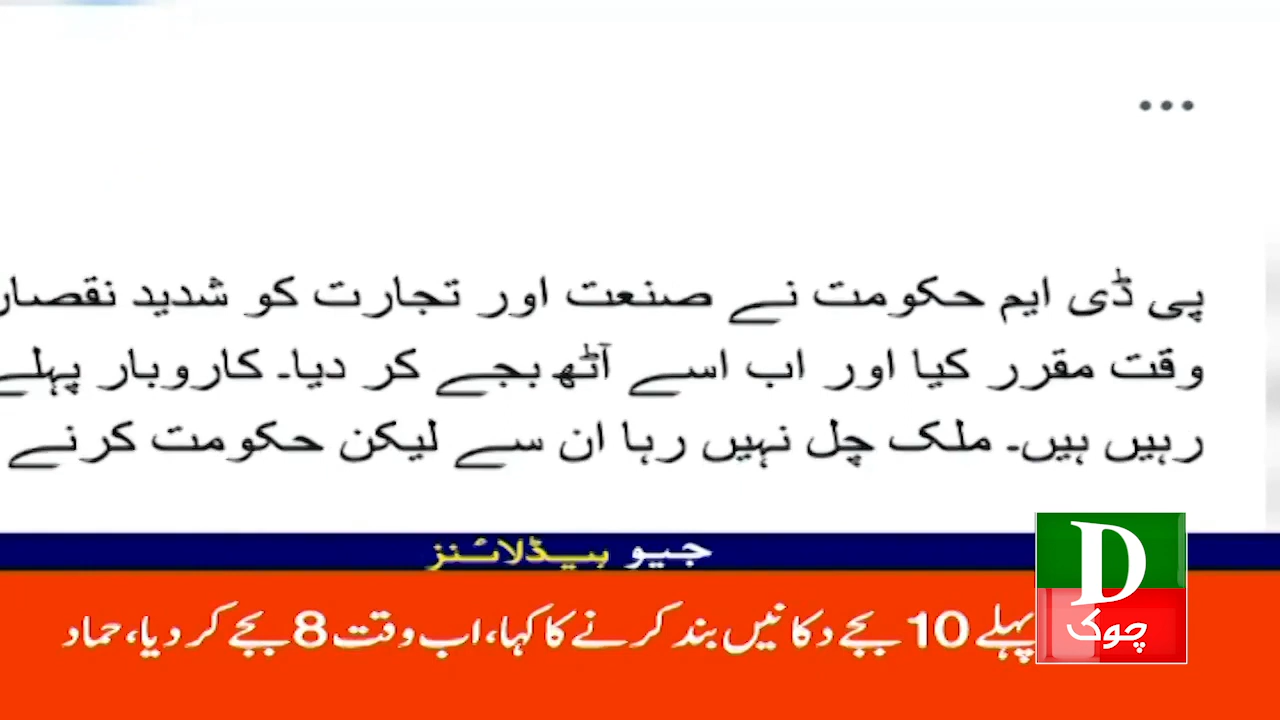 پی ڈی ایم حکومت نے صنعت اور تجارت کو شدید نقصان
وقت مقرر کیا اور اب اسے آٹھ بجے کر دیا۔ کاروبار پہلے
رہیں ہیں۔ ملک چل نہیں رہا ان سے لیکن حکومت کرنے
جیو ہیڈلائنز
پہلے 10 بجے دکانیں بند کرنے کا کہا، اب وقت 8 بجے کر دیا، حماد
D
چوک